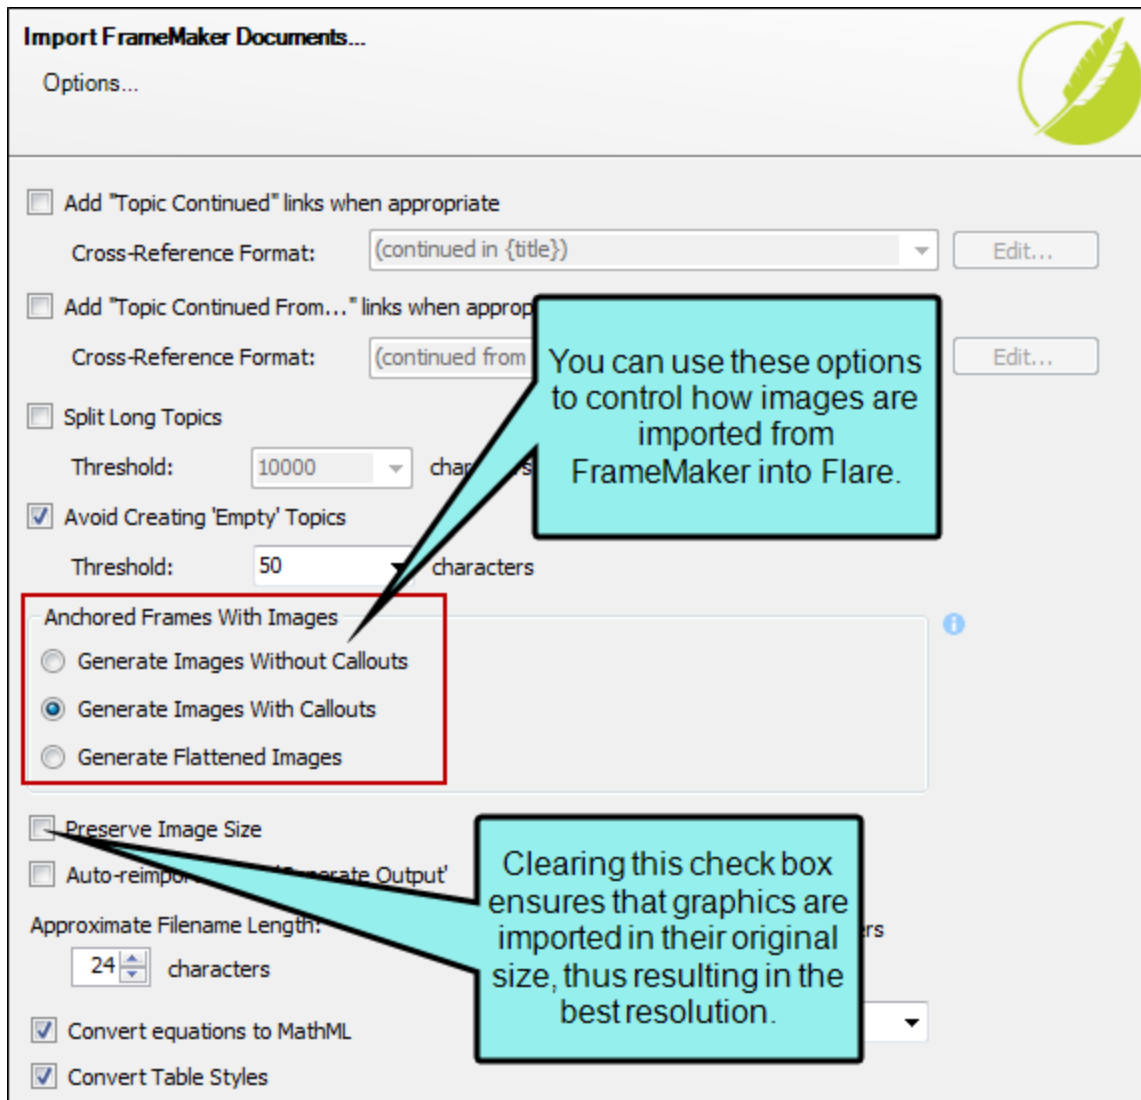 Import FrameMaker Documents...
Options...
Add "Topic Continued" links when appropriate
Cross-Reference Format:
(continued in {title})
Edit...
Add "Topic Continued From..." links when approp
Cross-Reference Format:
(continued from
Edit...
You can use these options
to control how images are
imported from
FrameMaker into Flare.
Split Long Topics
Threshold:
10000
Avoid Creating 'Empty' Topics
Threshold:
50
characters
Anchored Frames With Images
Generate Images Without Callouts
Generate Images With Callouts
Generate Flattened Images
Preserve Image Size
Output'
Clearing this check box
ensures that graphics are
imported in their original
size, thus resulting in the
best resolution.
Approximate Filename Length:
24
characters
Convert equations to MathML
Convert Table Styles